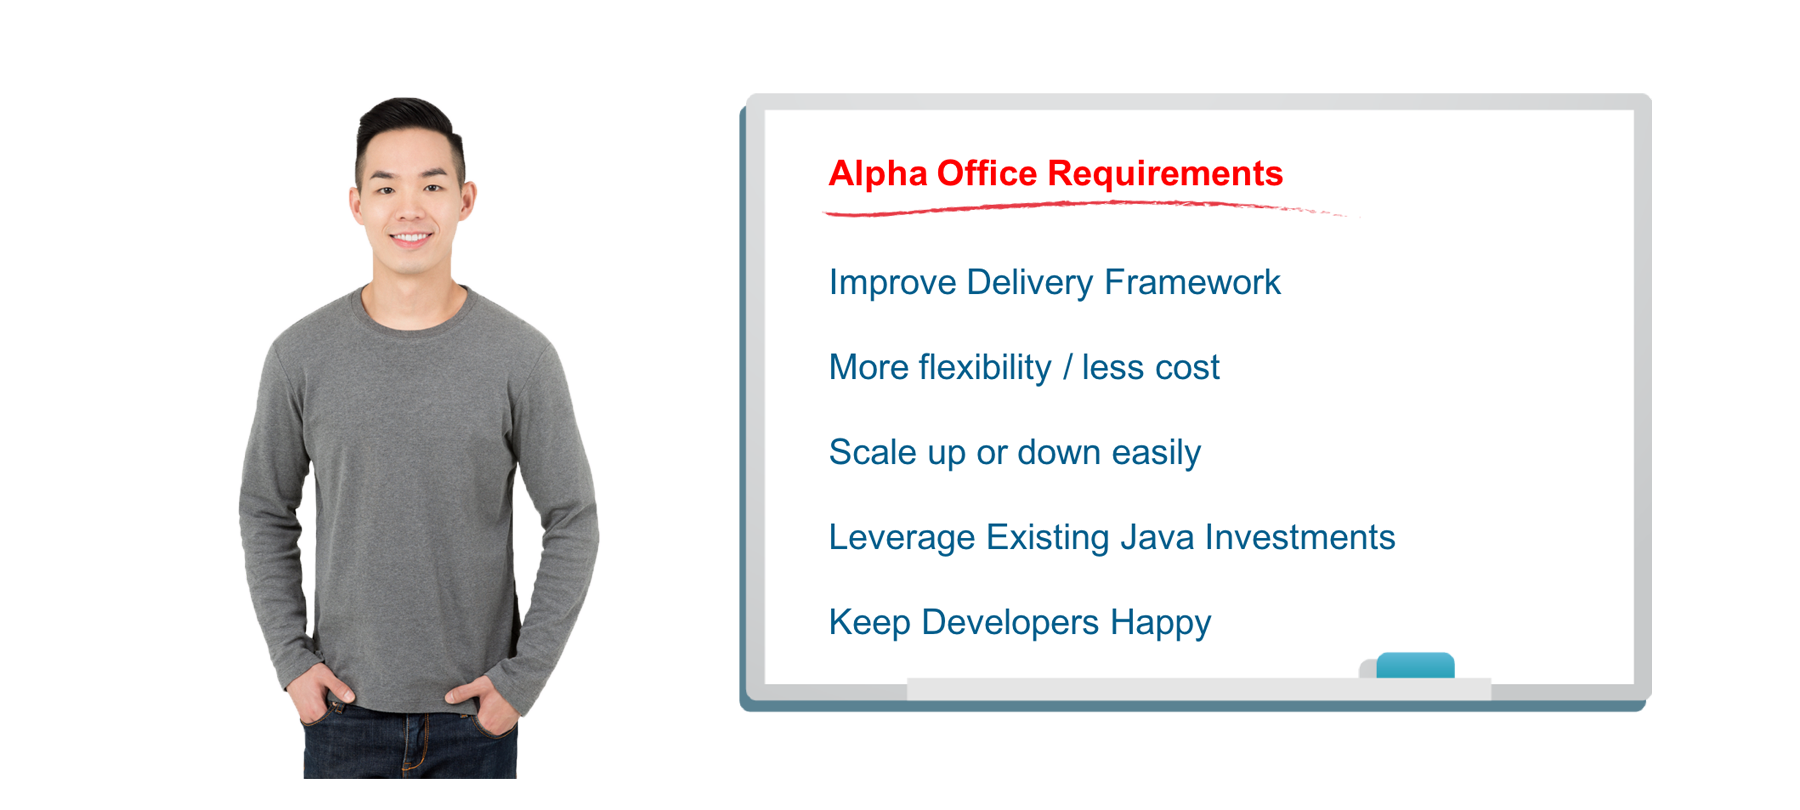 Alpha Office Requirements
Improve Delivery Framework
More flexibility / less cost
Scale up or down easily
Leverage Existing Java Investments
Keep Developers Happy